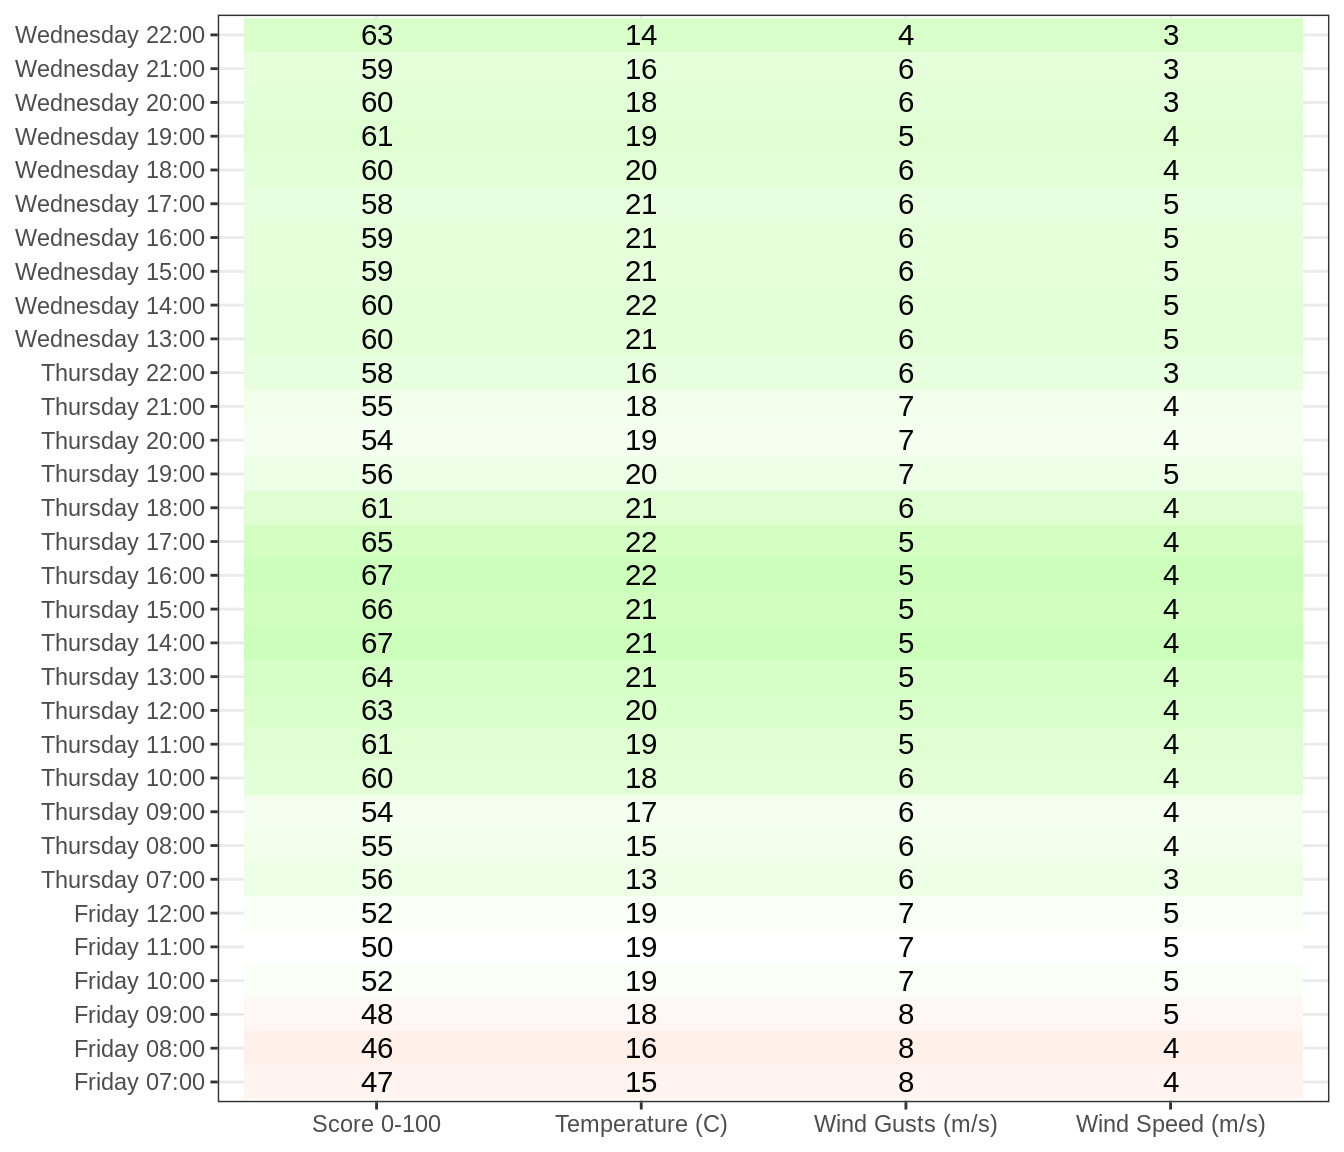 Wednesday 22:00 63 14 4 3
Wednesday 21:00 59 16 6 3
Wednesday 20:00 60 18 6 3
Wednesday 19:00 61 19 5 4
Wednesday 18:00 60 20 6 4
Wednesday 17:00 58 21 6 5
Wednesday 16:00 59 21 6 5
Wednesday 15:00 59 21 6 5
Wednesday 14:00 60 22 6 5
Wednesday 13:00 60 21 6 5
Thursday 22:00 58 16 6 3
Thursday 21:00 55 18 7 4
Thursday 20:00 54 19 7 4
Thursday 19:00 56 20 7 5
Thursday 18:00 61 21 6 4
Thursday 17:00 65 22 5 4
Thursday 16:00 67 22 5 4
Thursday 15:00 66 21 5 4
Thursday 14:00 67 21 5 4
Thursday 13:00 64 21 5 4
Thursday 12:00 63 20 5 4
Thursday 11:00 61 19 5 4
Thursday 10:00 60 18 6 4
Thursday 09:00 54 17 6 4
Thursday 08:00 55 15 6 4
Thursday 07:00 56 13 6 3
Friday 12:00 52 19 7 5
Friday 11:00 50 19 7 5
Friday 10:00 52 19 7 5
Friday 09:00 48 18 8 5
Friday 08:00 46 16 8 4
Friday 07:00 47 15 8 4
Score 0-100 Temperature (C) Wind Gusts (m/s) Wind Speed (m/s)